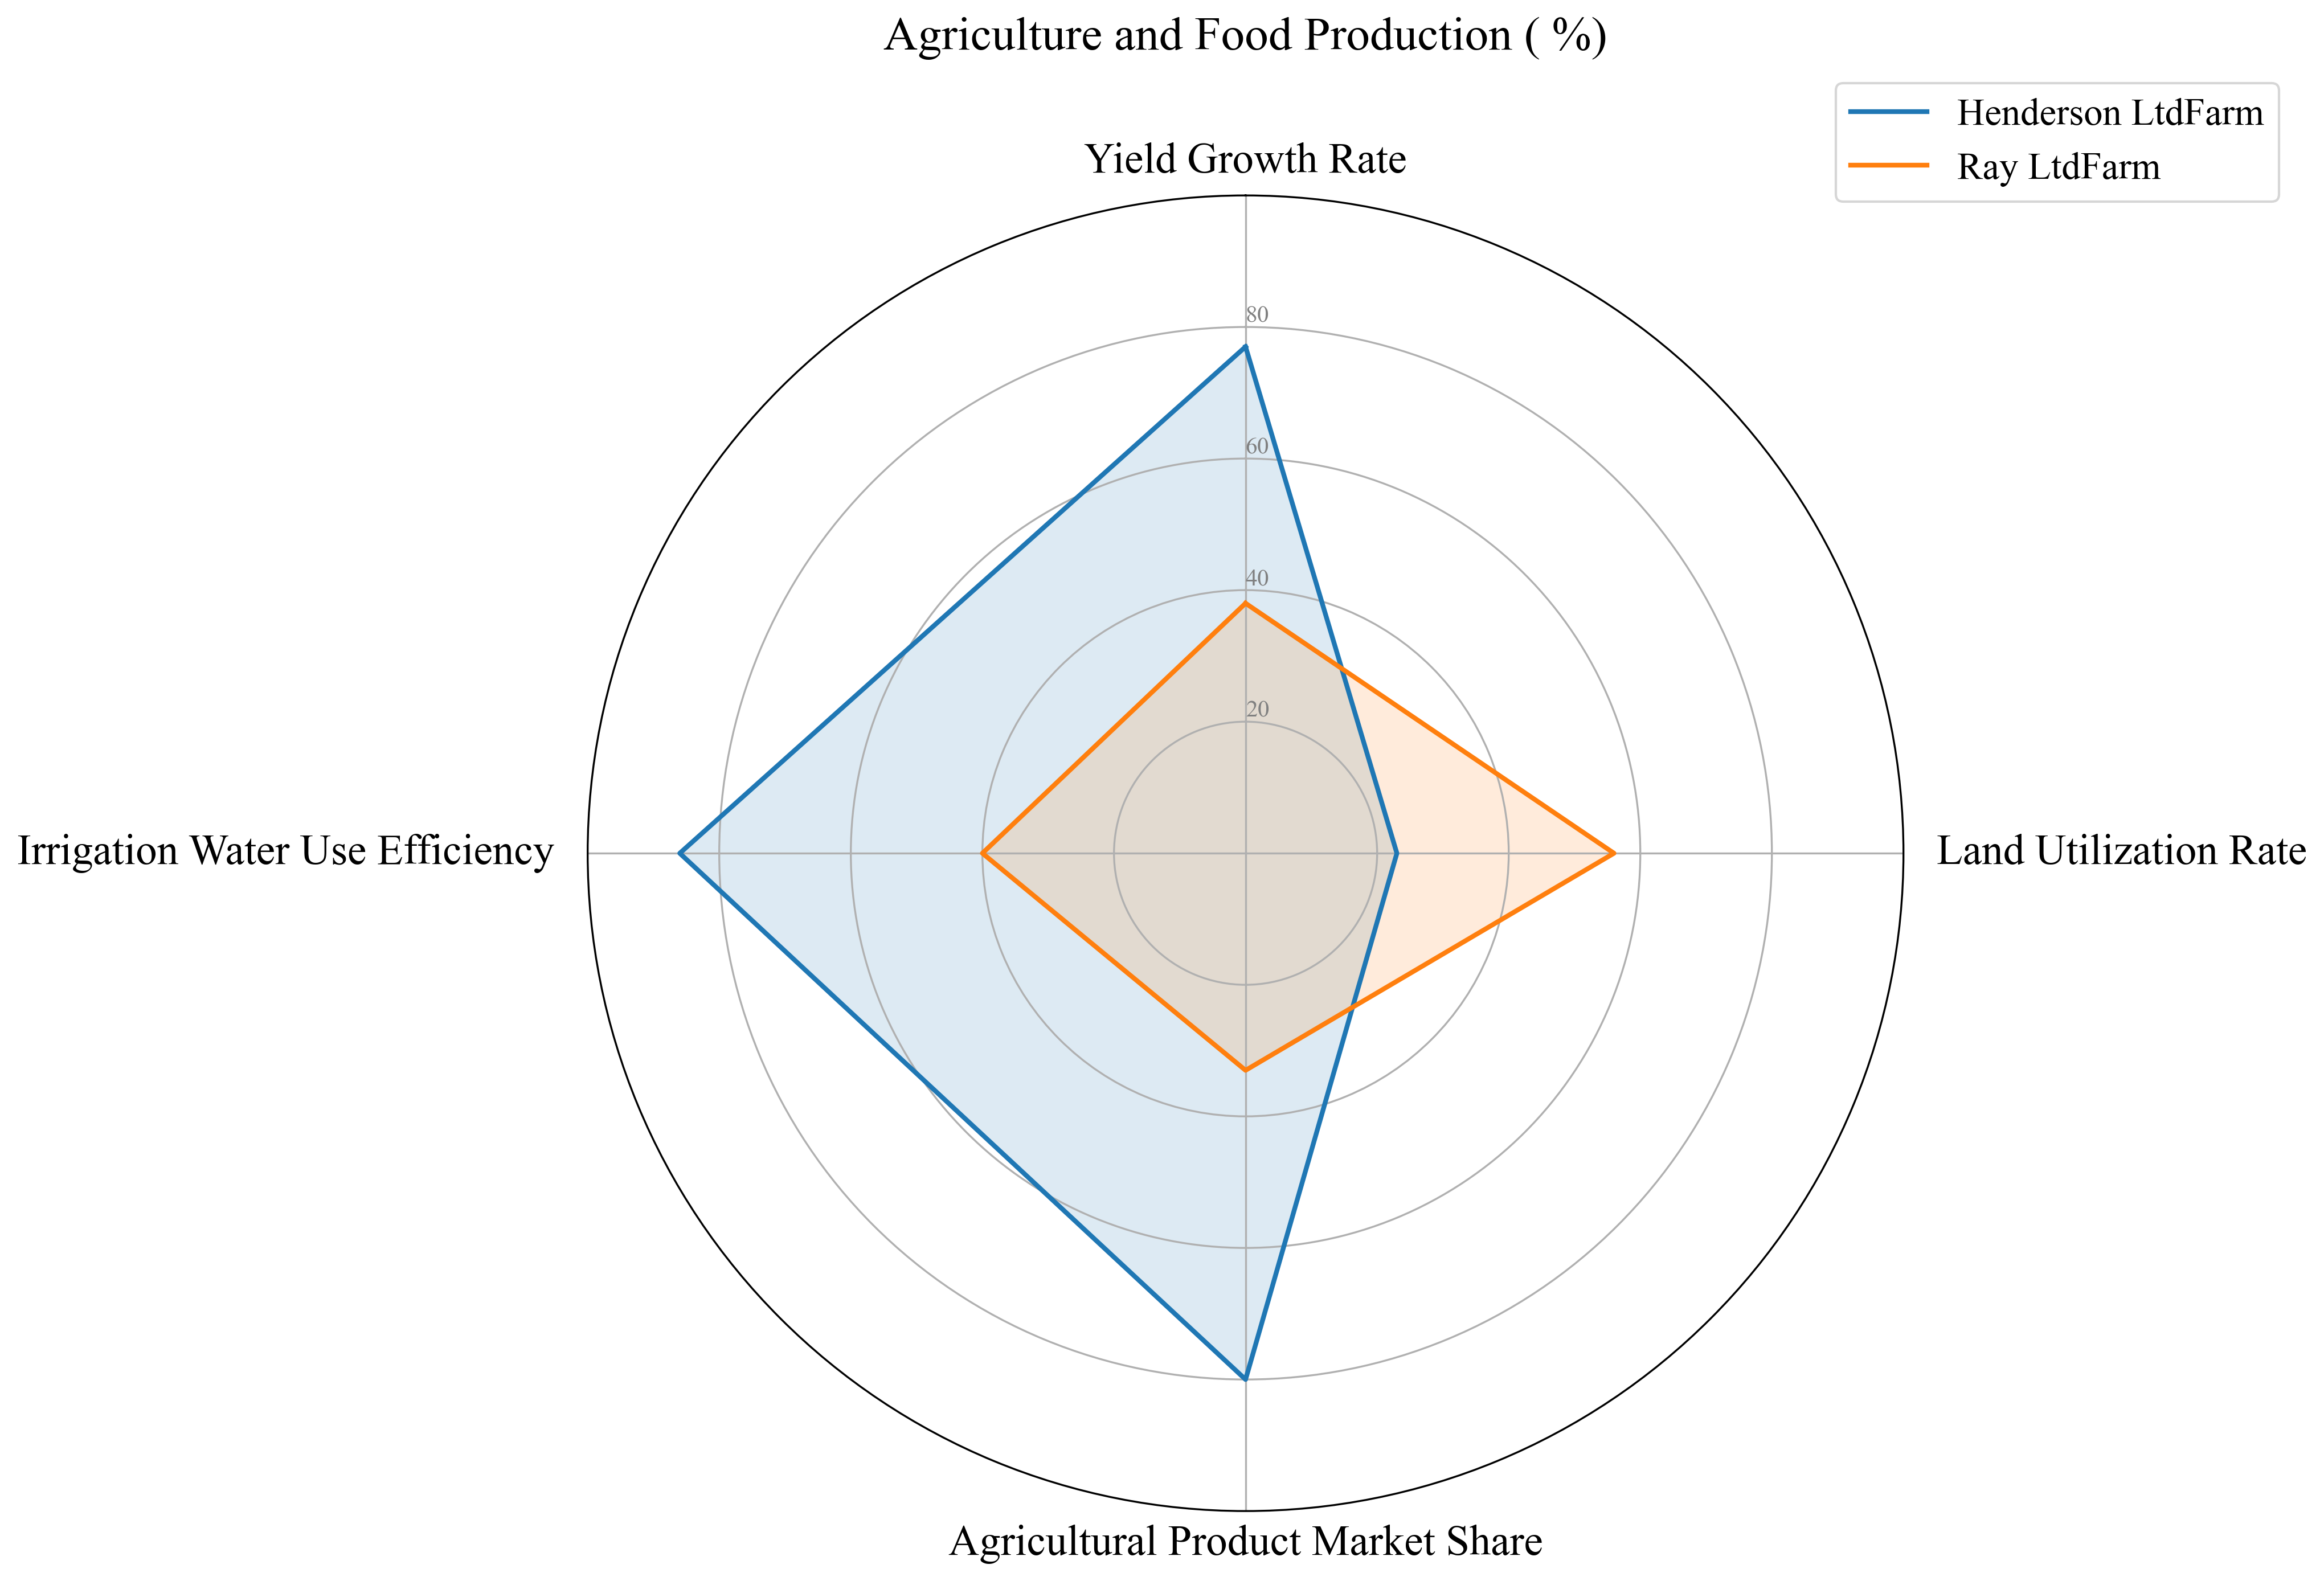 Agriculture and Food Production ( %)
Henderson LtdFarm
Ray LtdFarm
Yield Growth Rate
80
60
40
20
Irrigation Water Use Efficiency
Land Utilization Rate
Agricultural Product Market Share